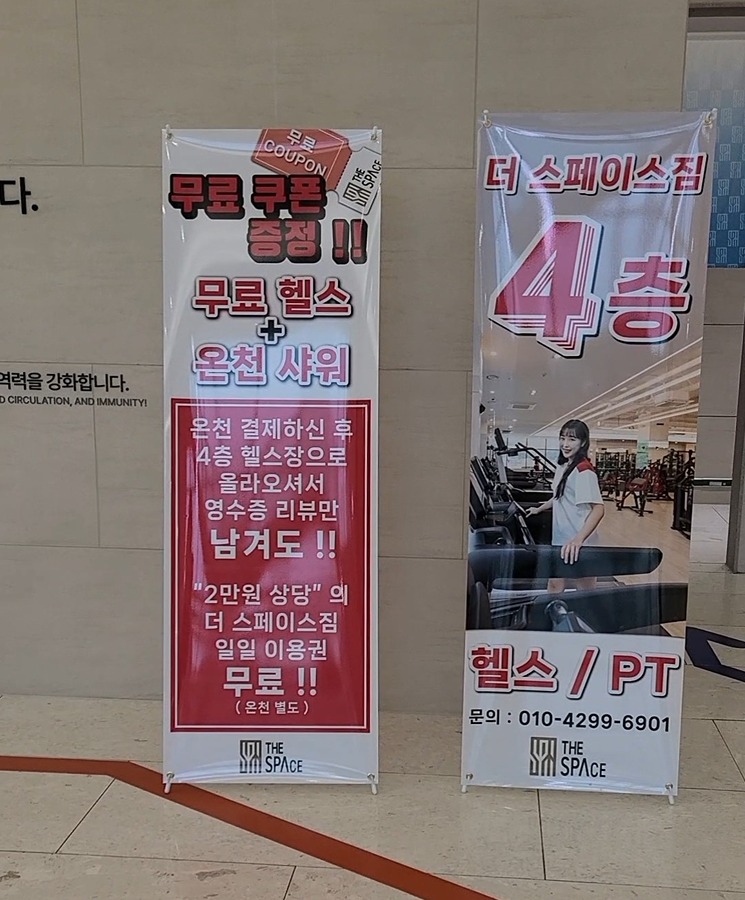 다.
역력을 강화합니다.
D CIRCULATION, AND IMMUNITY!
무료
COUPON
THE
SPACE
무료 쿠폰
증정 !!
무료 헬스
+
온천 샤워
온천 결제하신 후
4층 헬스장으로
올라오셔서
영수증 리뷰만
남겨도 !!
"2만원 상당" 의
더 스페이스짐
일일 이용권
무료 !!
( 온천 별도 )
THE
SPACE
더 스페이스짐
4층
헬스 / PT
문의 : 010-4299-6901
THE
SPACE